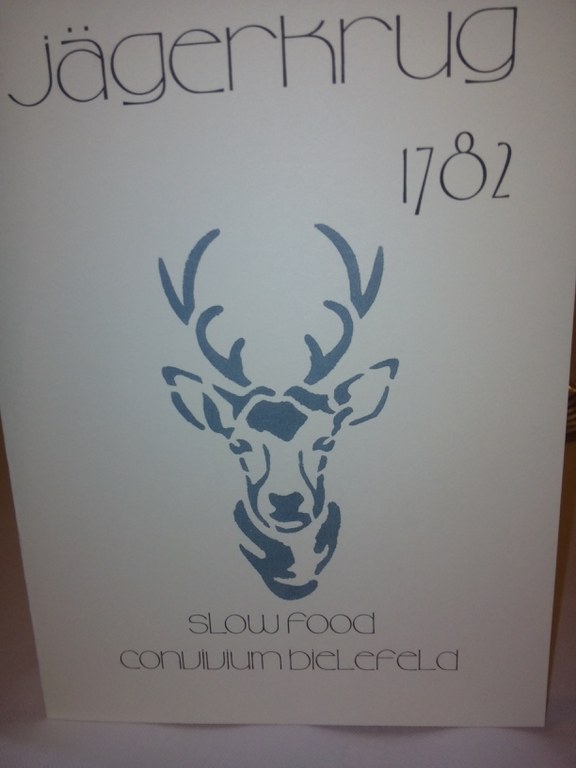 jägerkrug
1782
slow food
convivium bielefeld